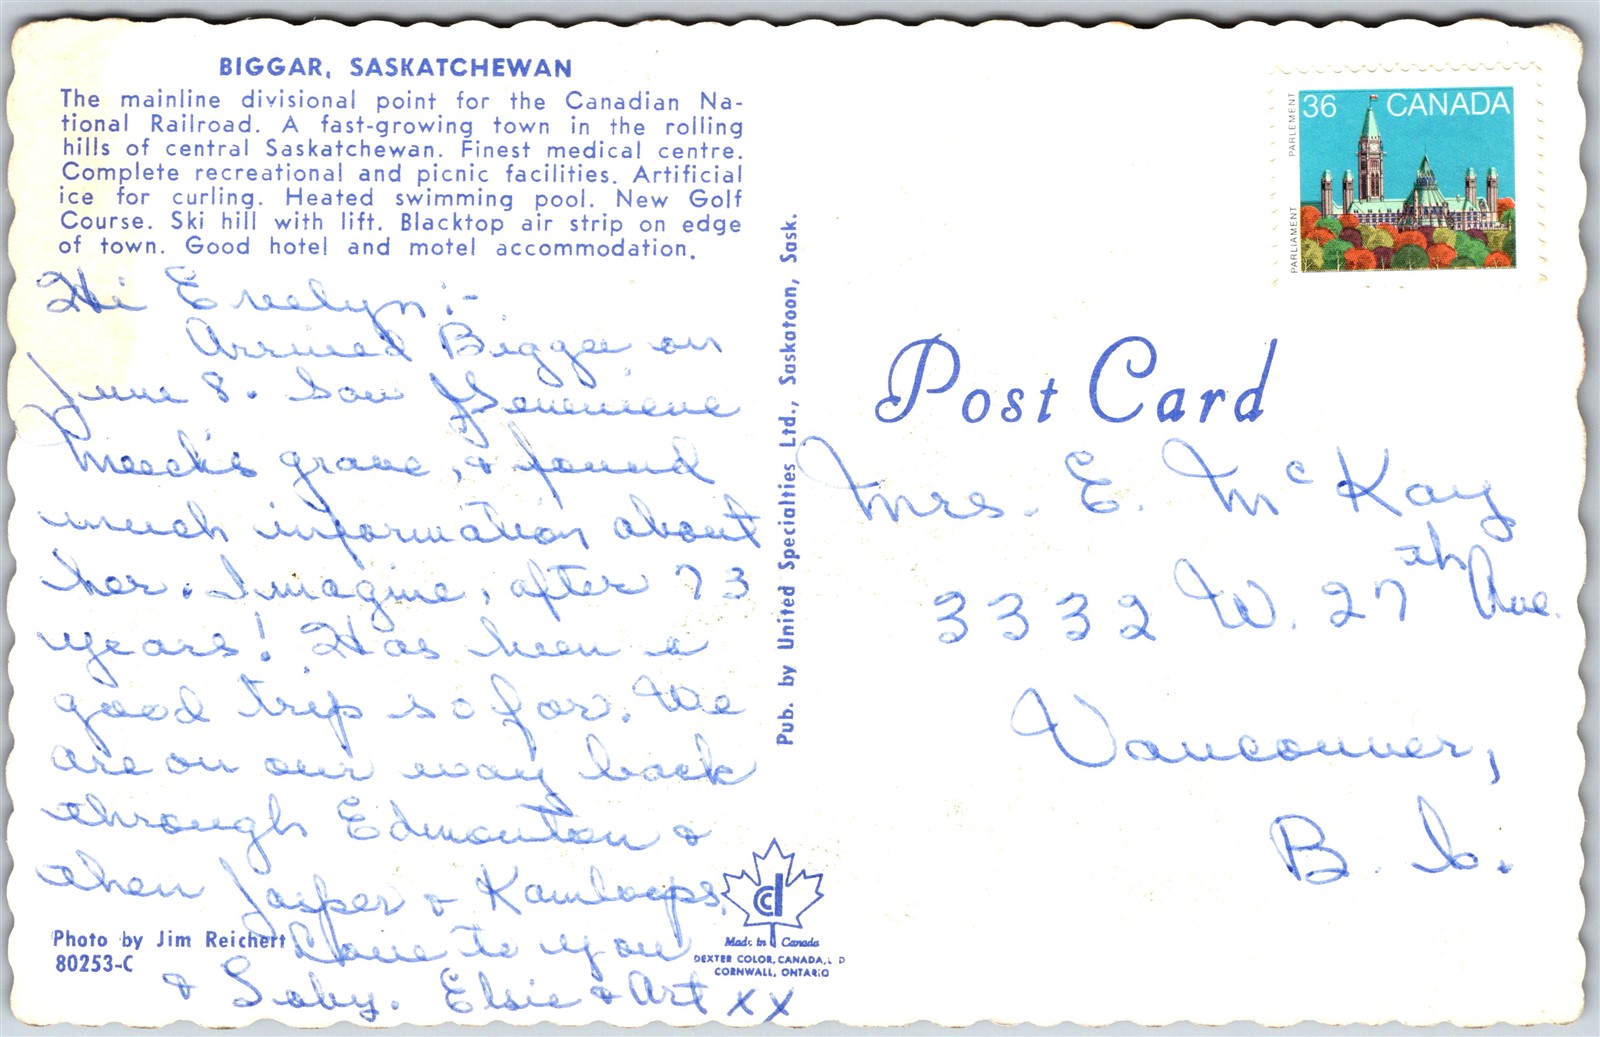 BIGGAR, SASKATCHEWAN
The mainline divisional point for the Canadian Na-
tional Railroad. A fast-growing town in the rolling
hills of central Saskatchewan. Finest medical centre.
Complete recreational and picnic facilities. Artificial
ice for curling. Heated swimming pool. New Golf
Course. Ski hill with lift. Blacktop air strip on edge
of town. Good hotel and motel accommodation.
Hi Evelyn:-
Arrived Biggar on
June 8. Saw Genevieve
grave, & found
much information about
her. Imagine, after 73
years! Has been a
good trip so far. We
are on our way back
through Edmonton &
then Jasper & Kamloops.
Love to you
& Elsie & Art XX
Photo by Jim Reichert
80253-C
Pub. by United Specialties Ltd., Saskatoon, Sask.
Made in Canada
DEXTER COLOR, CANADA, L D
CORNWALL, ONTARIO
36 CANADA
PARLIAMENT PARLEMENT
Post Card
Mrs. E. McKay
3332 W. 27th Ave.
Vancouver,
B. C.